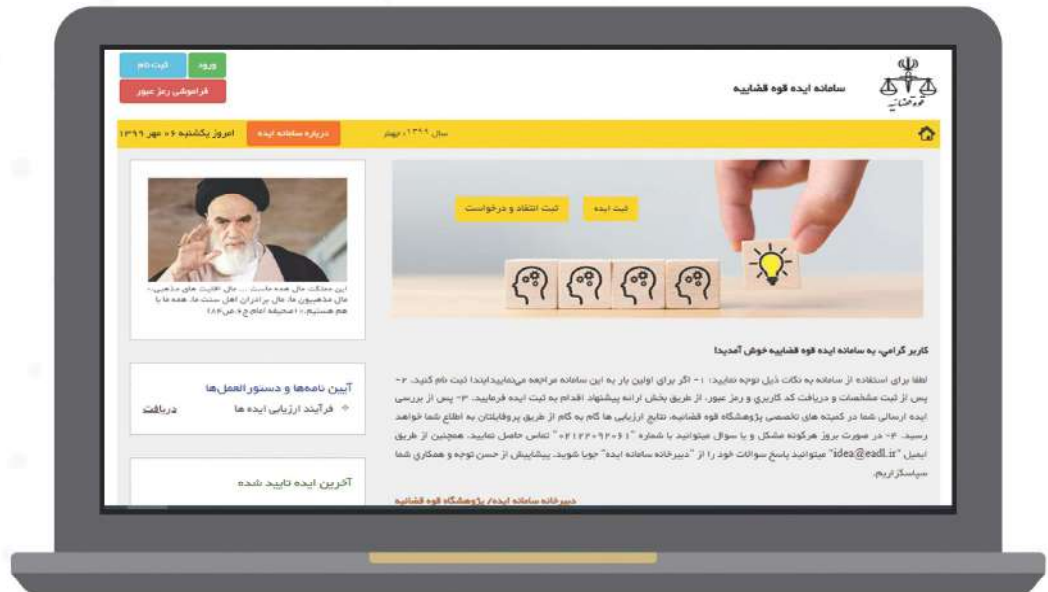 ورود
ثبت نام
فراموشی رمز عبور
سامانه ایده قوه قضاییه
قوه قضائیه
سال ۱۳۹۹، جهش
درباره سامانه ایده
امروز یکشنبه ۰۶ مهر ۱۳۹۹
ثبت ایده
ثبت انتقاد و درخواست
کاربر گرامی، به سامانه ایده قوه قضاییه خوش آمدید!
لطفا برای استفاده از سامانه به نکات ذیل توجه نمایید: ۱- اگر برای اولین بار به این سامانه مراجعه می‌نمایید ابتدا ثبت نام کنید. ۲-
پس از ثبت مشخصات و دریافت کد کاربری و رمز عبور، از طریق بخش ارائه پیشنهاد اقدام به ثبت ایده فرمایید. ۳- پس از بررسی
ایده ارسالی شما در کمیته های تخصصی پژوهشگاه قوه قضائیه، نتایج ارزیابی ها گام به گام از طریق پروفایلتان به اطلاع شما خواهد
رسید. ۴- در صورت بروز هرگونه مشکل و یا سوال میتوانید با شماره "۰۲۱۲۲۰۹۲۰۶۱" تماس حاصل نمایید. همچنین از طریق
ایمیل "idea@eadl.ir" میتوانید پاسخ سوالات خود را از "دبیرخانه سامانه ایده" جویا شوید. پیشاپیش از حسن توجه و همکاری شما
سپاسگزاریم.
دبیرخانه سامانه ایده/ پژوهشگاه قوه قضائیه
این مملکت مال همه ماست ... مال اقلیت های مذهبی،
مال مذهبیون ما، مال برادران اهل سنت ما، همه ما با
هم هستیم.» (صحیفه امام ج۶،ص۸۴)
آیین نامه‌ها و دستورالعمل‌ها
فرآیند ارزیابی ایده ها
دریافت
آخرین ایده تایید شده